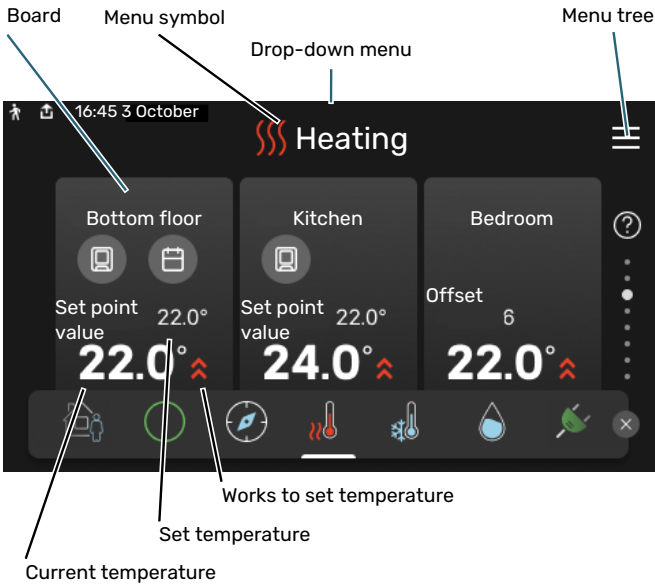 Board
Menu symbol
Menu tree
Drop-down menu
16:45 3 October
Heating
?
Bottom floor
Kitchen
Bedroom
Set point value
22.0°
Set point value
22.0°
Offset
6
22.0°
24.0°
22.0°
Works to set temperature
Set temperature
Current temperature